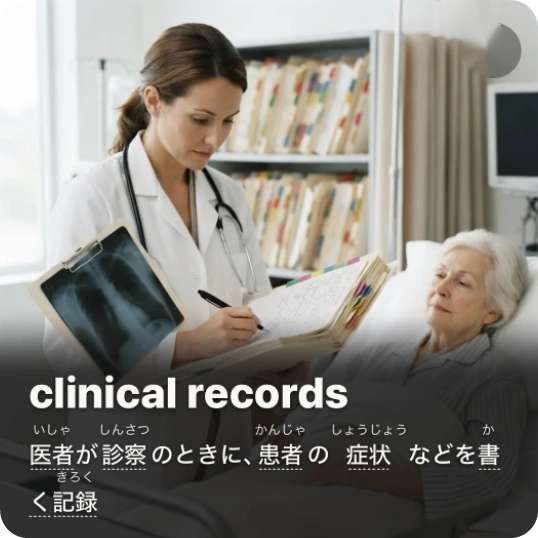 clinical records
いしゃ しんさつ かんじゃ しょうじょう か
医者が診察のときに、患者の 症状 などを書
きろく
く記録